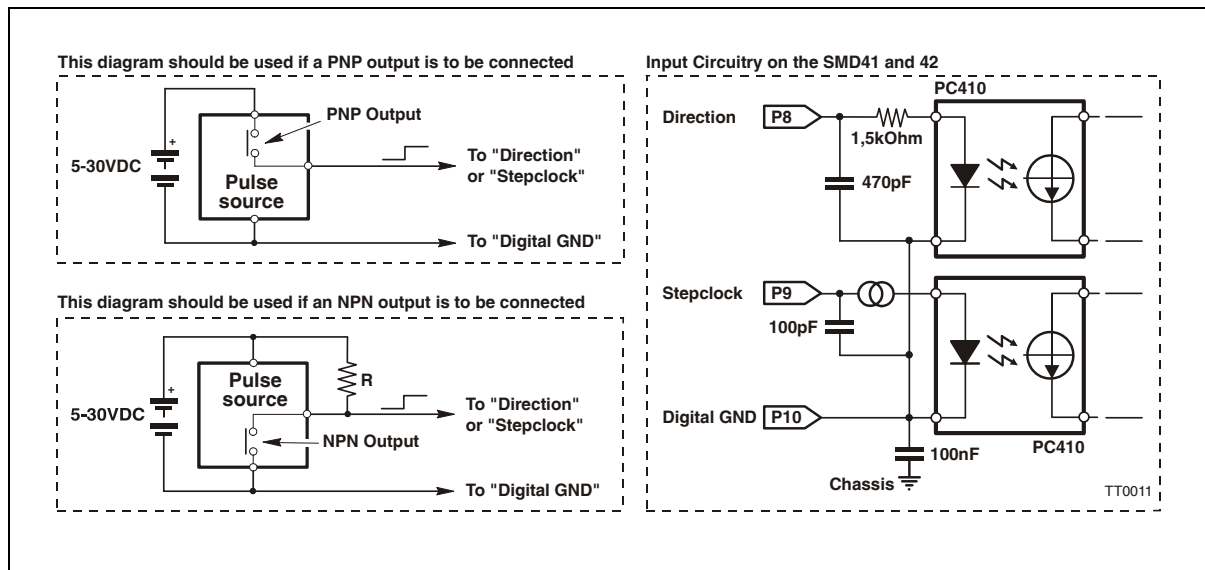 This diagram should be used if a PNP output is to be connected
5-30VDC
+
PNP Output
Pulse
source
To "Direction"
or "Stepclock"
To "Digital GND"
This diagram should be used if an NPN output is to be connected
5-30VDC
+
Pulse
source
R
NPN Output
To "Direction"
or "Stepclock"
To "Digital GND"
Input Circuitry on the SMD41 and 42
PC410
Direction
P8
1,5kOhm
470pF
Stepclock
P9
100pF
Digital GND
P10
PC410
100nF
Chassis
TT0011